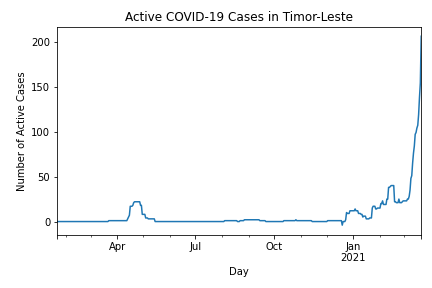 Active COVID-19 Cases in Timor-Leste
Number of Active Cases
200
150
100
50
0
Apr
Jul
Oct
Jan
2021
Day